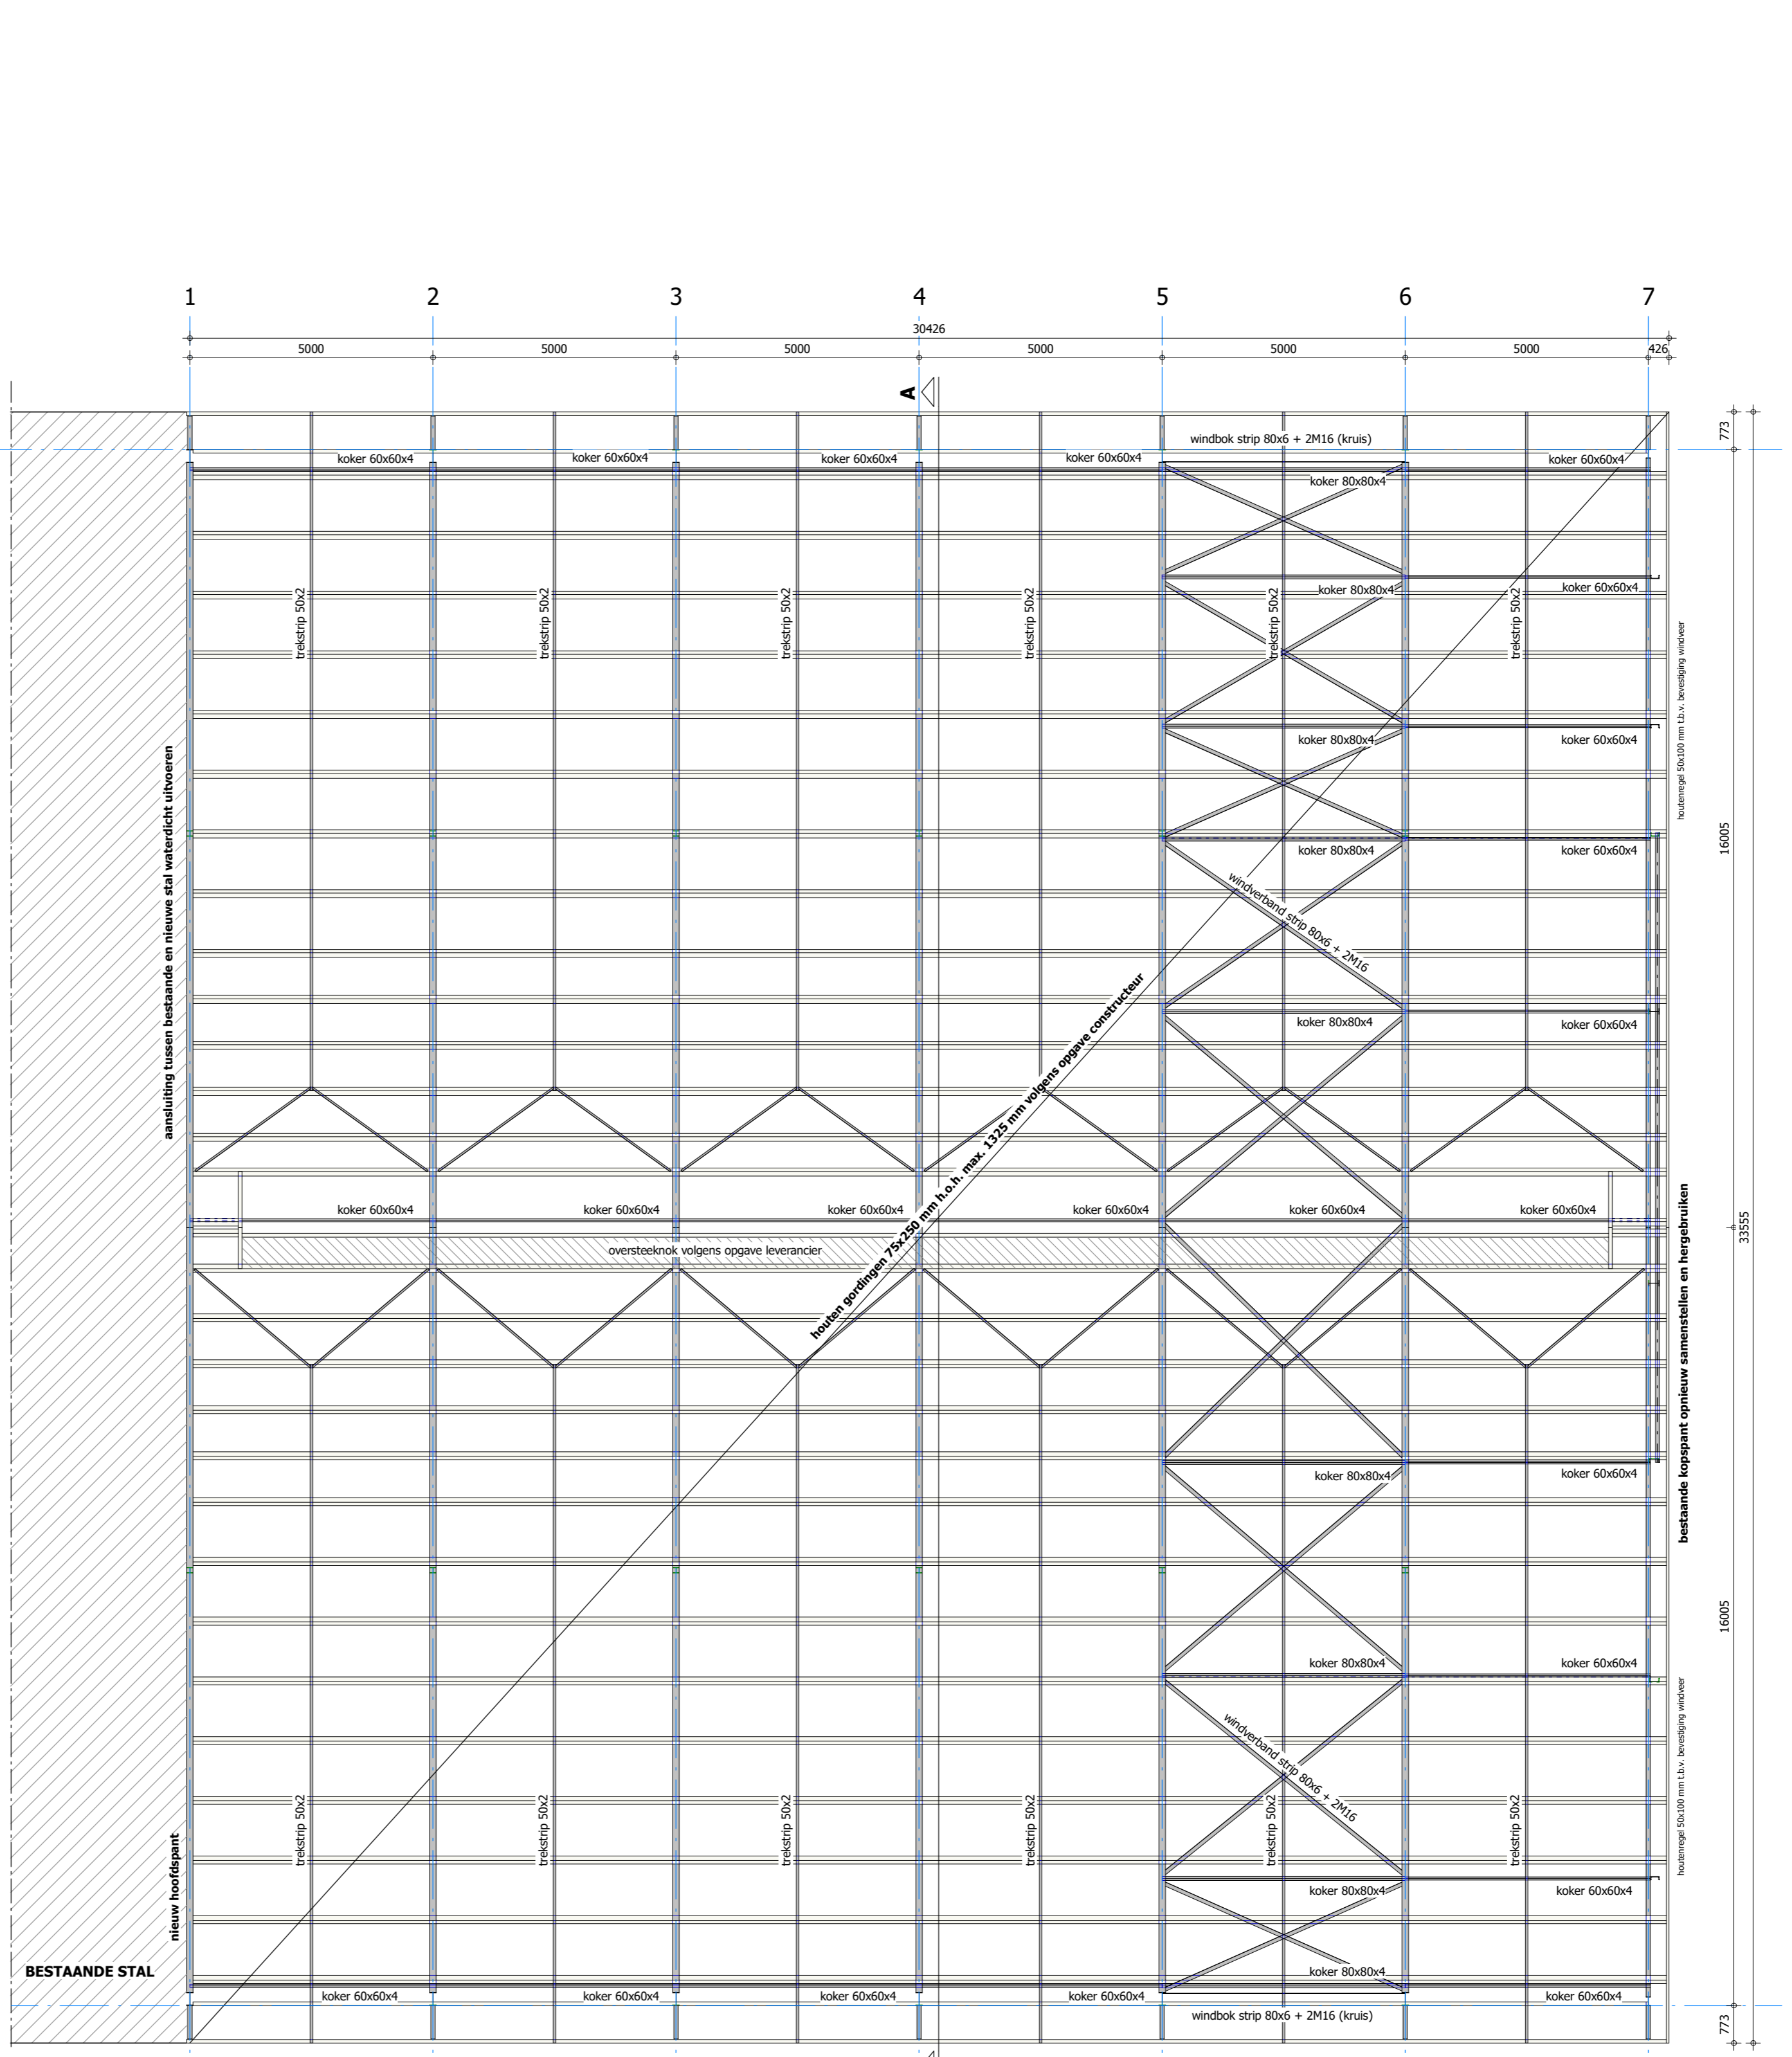 1 2 3 4 5 6 7
30426
5000 5000 5000 5000 5000 5000 426
A
windbok strip 80x6 + 2M16 (kruis)
773
koker 60x60x4 koker 60x60x4 koker 60x60x4 koker 60x60x4 koker 60x60x4
koker 80x80x4
koker 80x80x4 koker 60x60x4
trekstrip 50x2 trekstrip 50x2 trekstrip 50x2 trekstrip 50x2 trekstrip 50x2 trekstrip 50x2
houtenregel 50x100 mm t.b.v. bevestiging windveer
koker 80x80x4 koker 60x60x4
koker 80x80x4 koker 60x60x4
16005
aansluiting tussen bestaande en nieuwe stal waterdicht uitvoeren
windverband strip 80x6 + 2M16
koker 80x80x4 koker 60x60x4
houten gordingen 75x250 mm h.o.h. max. 1325 mm volgens opgave constructeur
koker 60x60x4 koker 60x60x4 koker 60x60x4 koker 60x60x4 koker 60x60x4 koker 60x60x4
33555
oversteeknok volgens opgave leverancier
bestaande kopspant opnieuw samenstellen en hergebruiken
koker 80x80x4 koker 60x60x4
16005
koker 80x80x4 koker 60x60x4
windverband strip 80x6 + 2M16
houtenregel 50x100 mm t.b.v. bevestiging windveer
trekstrip 50x2 trekstrip 50x2 trekstrip 50x2 trekstrip 50x2 trekstrip 50x2 trekstrip 50x2
nieuw hoofdspant
koker 80x80x4 koker 60x60x4
BESTAANDE STAL
koker 80x80x4
koker 60x60x4 koker 60x60x4 koker 60x60x4 koker 60x60x4 koker 60x60x4
windbok strip 80x6 + 2M16 (kruis)
773